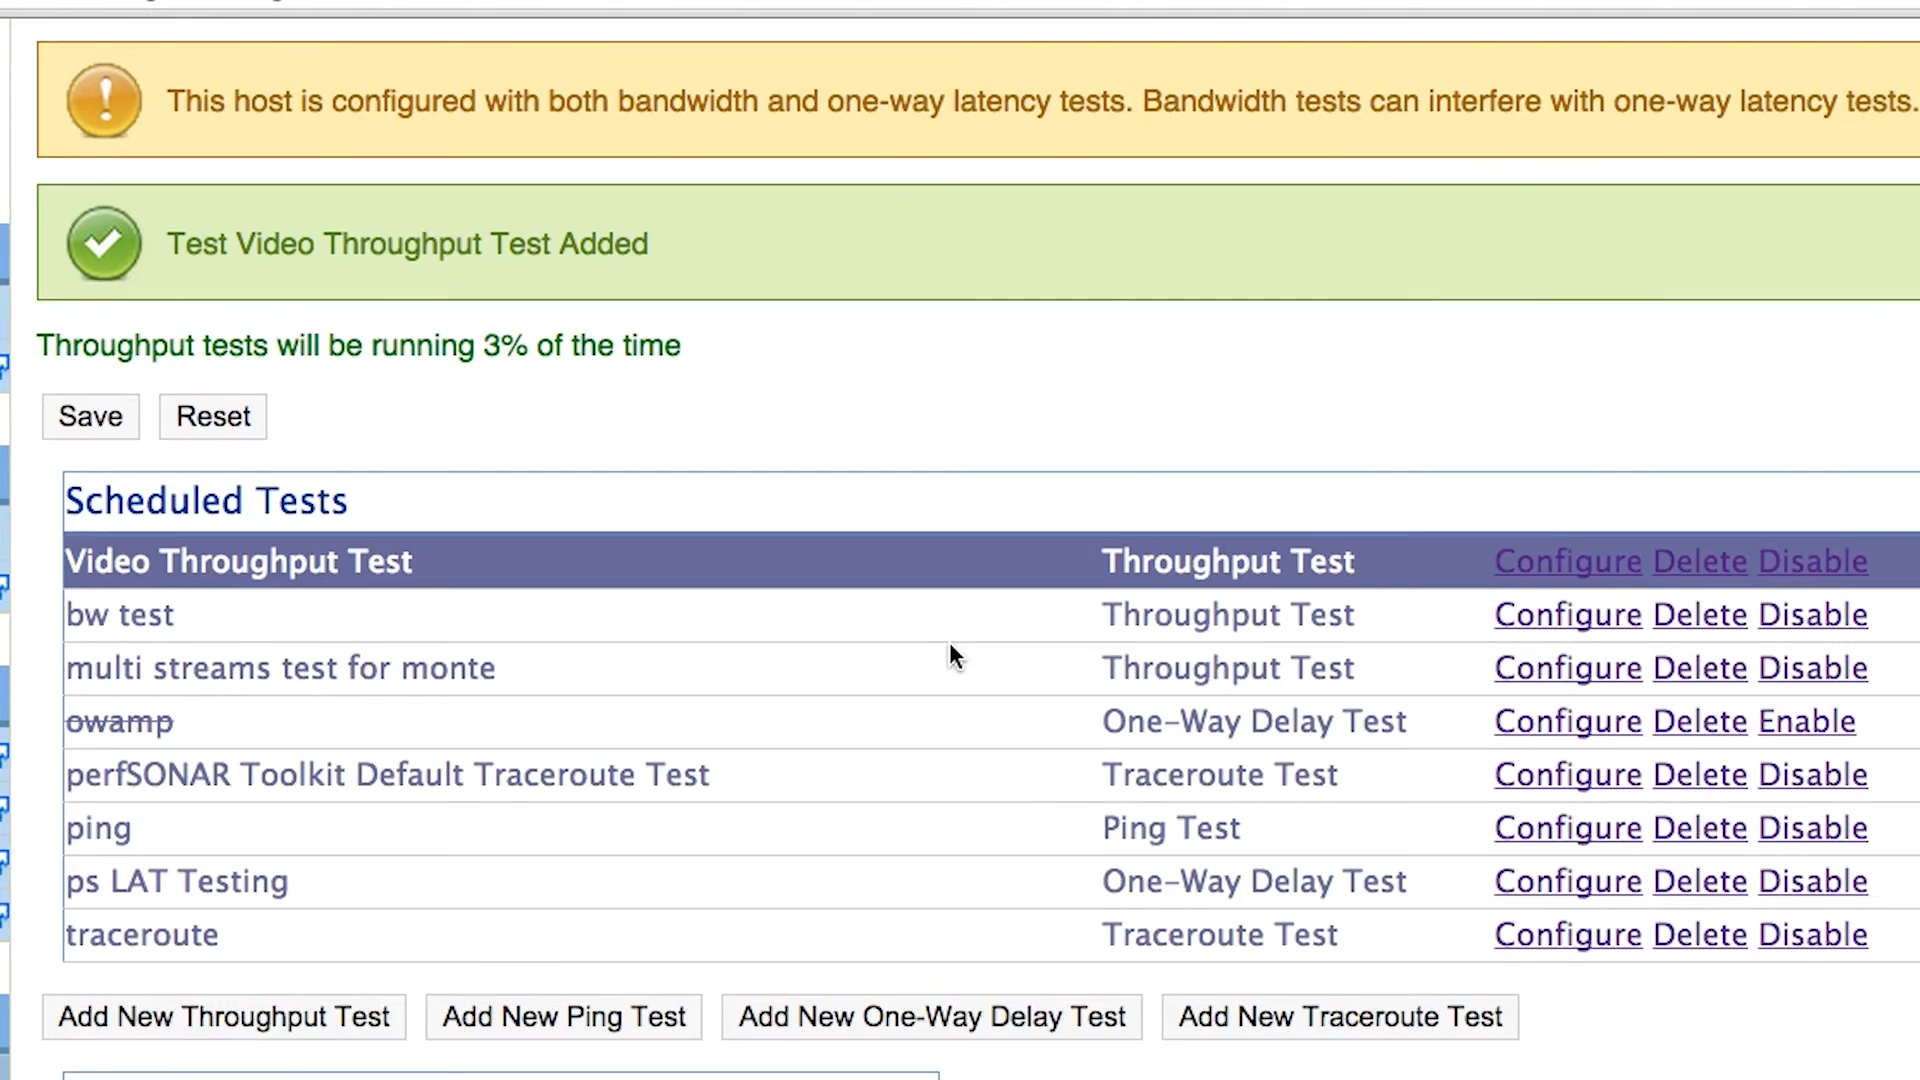 This host is configured with both bandwidth and one-way latency tests. Bandwidth tests can interfere with one-way latency tests.
Test Video Throughput Test Added
Throughput tests will be running 3% of the time
Save Reset
Scheduled Tests
Video Throughput Test Throughput Test Configure Delete Disable
bw test Throughput Test Configure Delete Disable
multi streams test for monte Throughput Test Configure Delete Disable
owamp One-Way Delay Test Configure Delete Enable
perfSONAR Toolkit Default Traceroute Test Traceroute Test Configure Delete Disable
ping Ping Test Configure Delete Disable
ps LAT Testing One-Way Delay Test Configure Delete Disable
traceroute Traceroute Test Configure Delete Disable
Add New Throughput Test Add New Ping Test Add New One-Way Delay Test Add New Traceroute Test